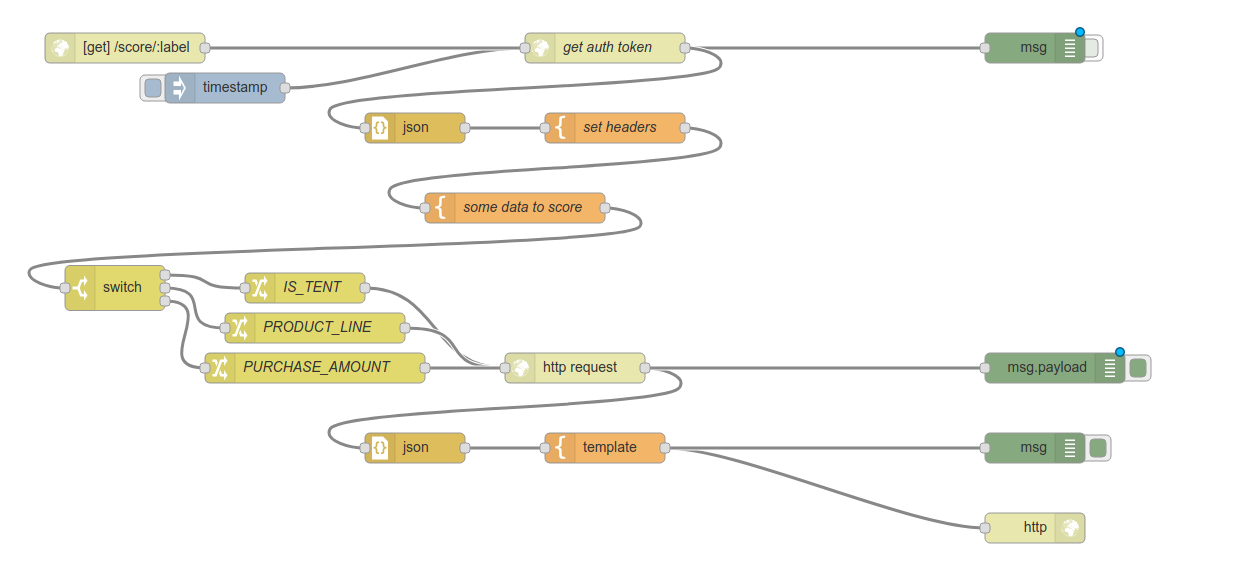 [get] /score/:label
get auth token
msg
timestamp
json
set headers
some data to score
switch
IS_TENT
PRODUCT_LINE
PURCHASE_AMOUNT
http request
msg.payload
json
template
msg
http